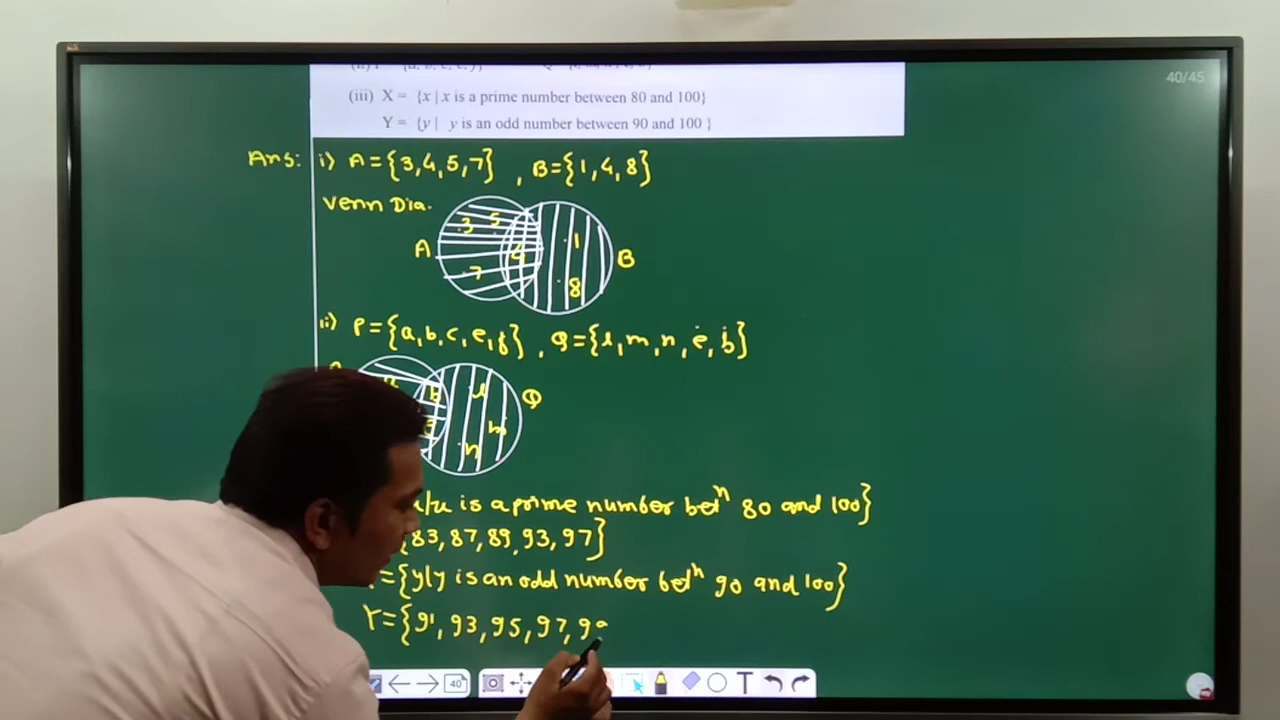 40/45
(iii) X = {x | x is a prime number between 80 and 100}
Y = {y | y is an odd number between 90 and 100 }
Ans: i) A={3,4,5,7} , B={1,4,8}
Venn Dia.
3 5 4 1
A B
7 8
P={a,b,c,e,f} , Q={l,m,n,e,b}
b l Q
m
n
is a prime number betn 80 and 100}
{83,87,89,93,97}
={y|y is an odd number betn 90 and 100}
Y={91,93,95,97,99
40 T